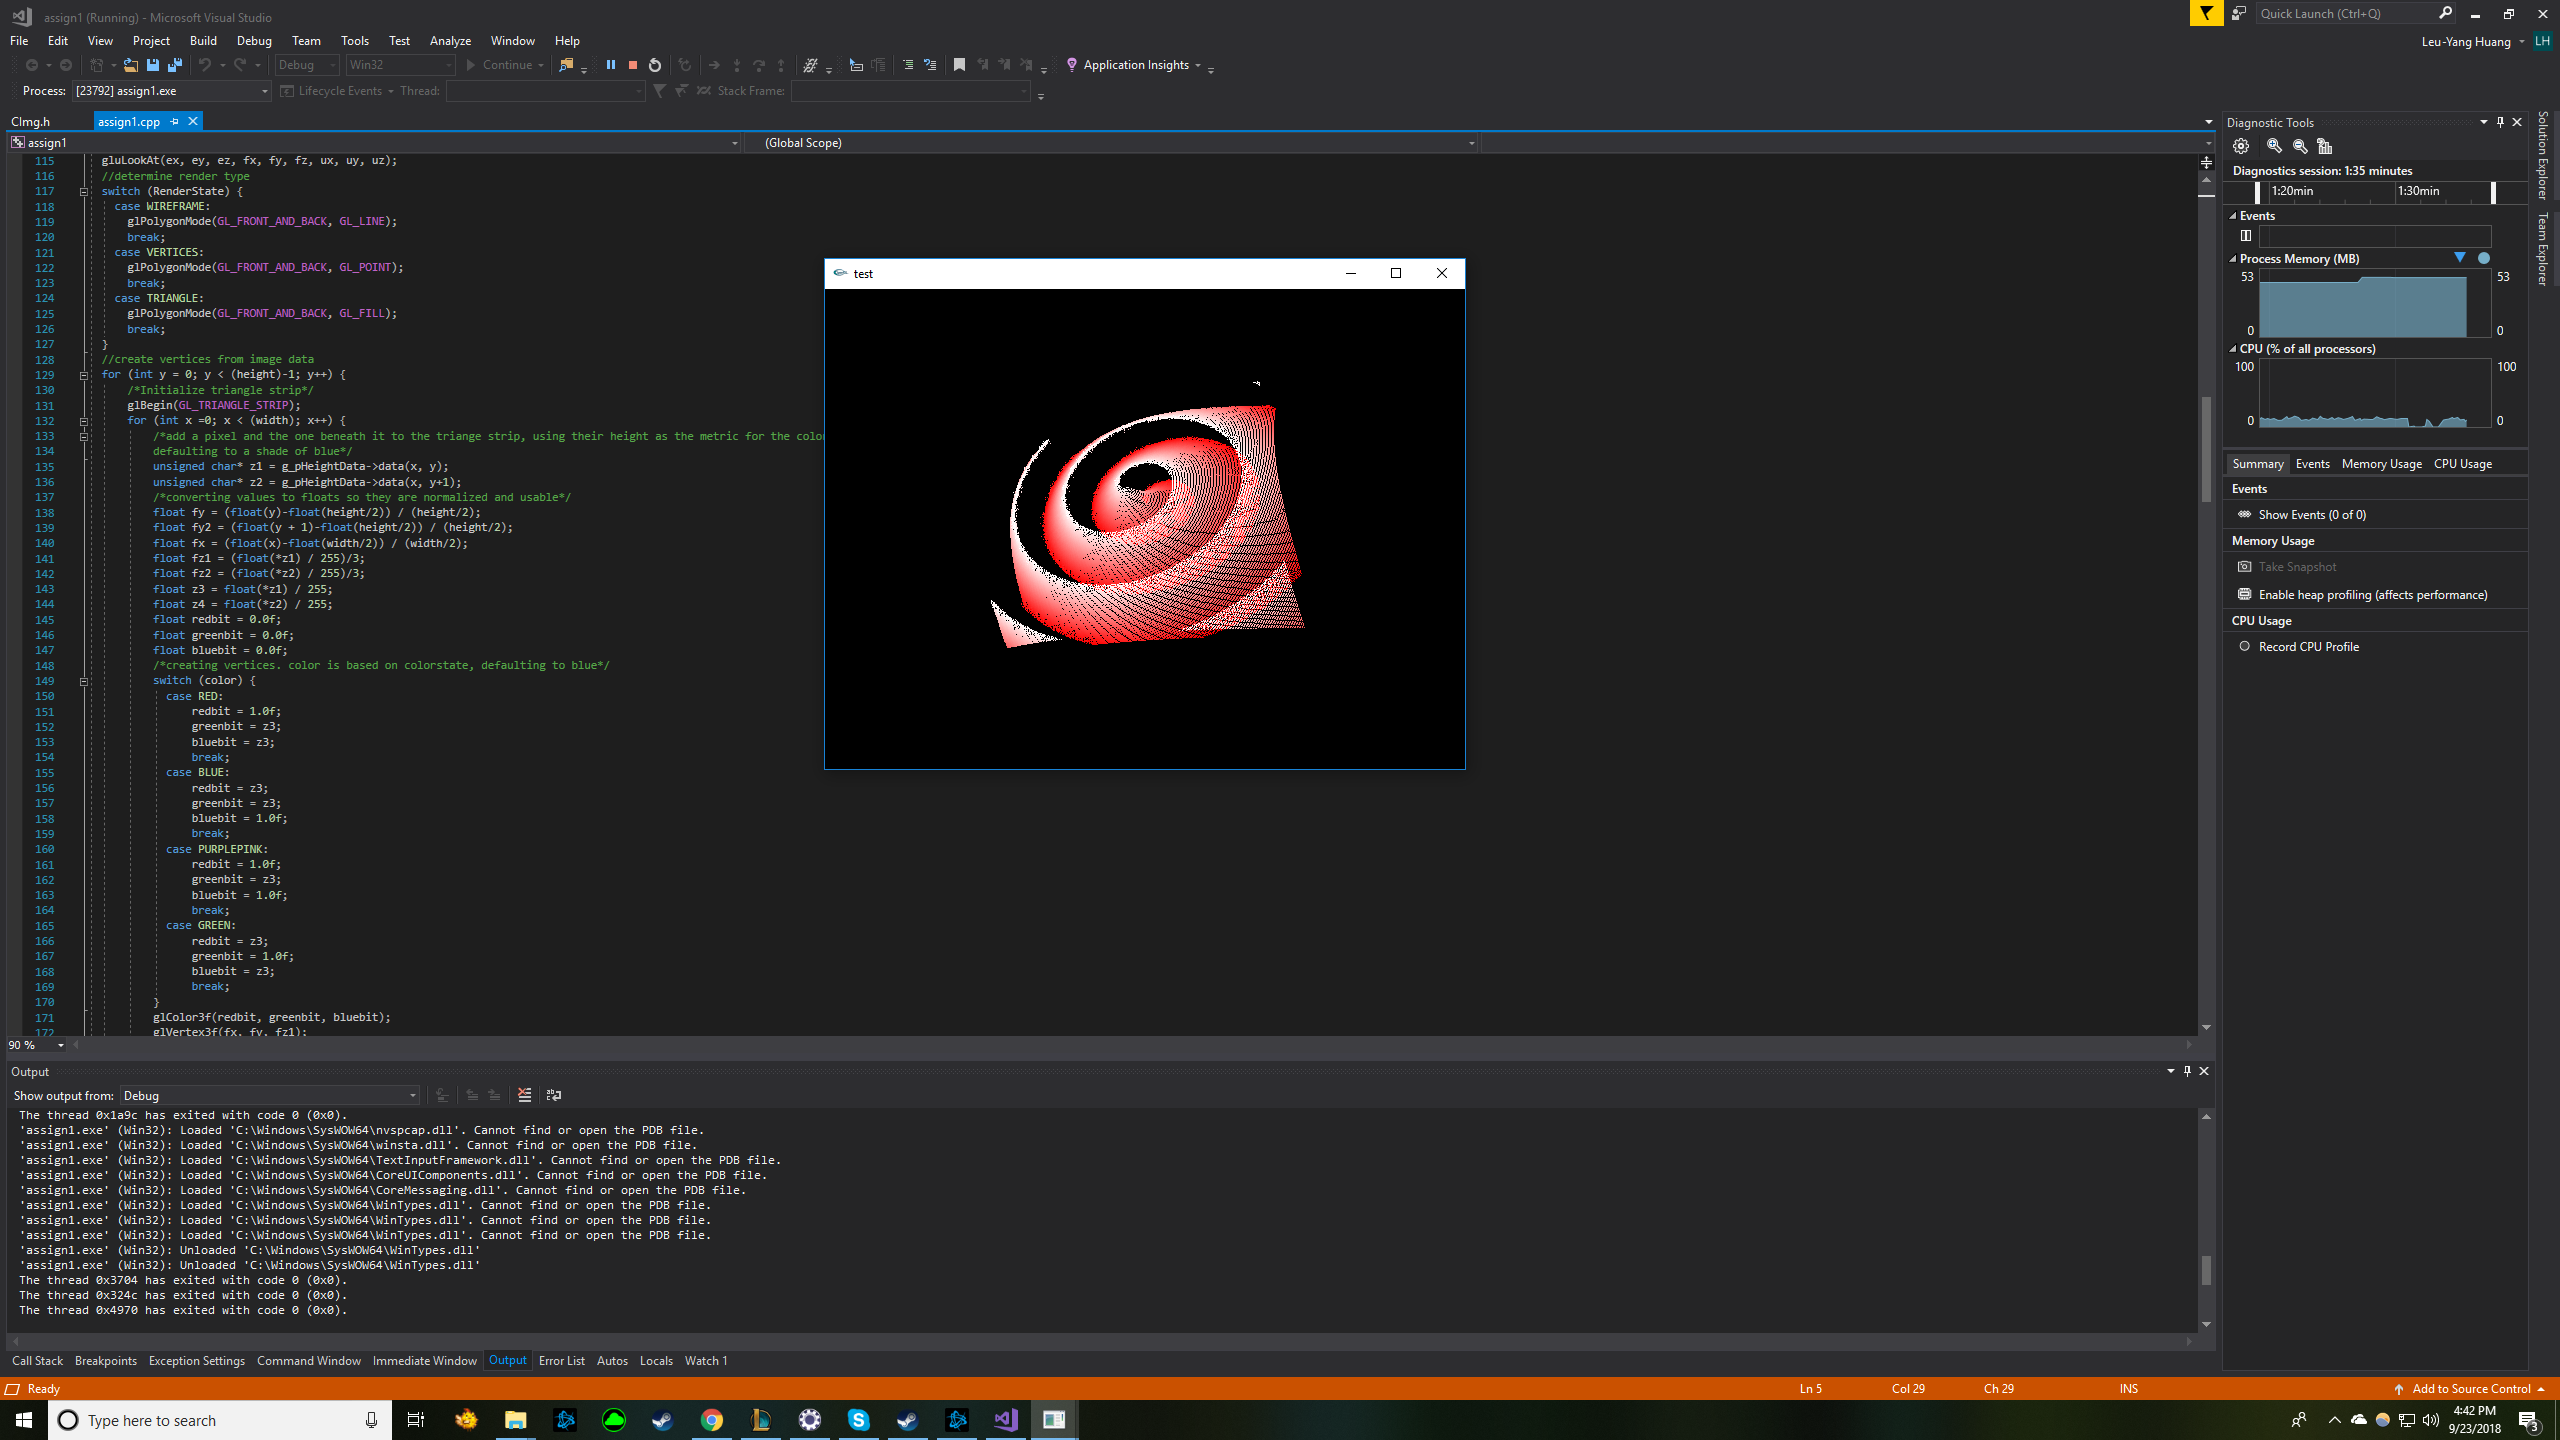 assign1 (Running) - Microsoft Visual Studio
Quick Launch (Ctrl+Q)
File Edit View Project Build Debug Team Tools Test Analyze Window Help
Leu-Yang Huang LH
Debug Win32 Continue Application Insights
Process: [23792] assign1.exe Lifecycle Events Thread: Stack Frame:
CImg.h assign1.cpp
assign1 (Global Scope)
115 gluLookAt(ex, ey, ez, fx, fy, fz, ux, uy, uz);
116 //determine render type
117 switch (RenderState) {
118 case WIREFRAME:
119 glPolygonMode(GL_FRONT_AND_BACK, GL_LINE);
120 break;
121 case VERTICES:
122 glPolygonMode(GL_FRONT_AND_BACK, GL_POINT);
123 break;
124 case TRIANGLE:
125 glPolygonMode(GL_FRONT_AND_BACK, GL_FILL);
126 break;
127 }
128 //create vertices from image data
129 for (int y = 0; y < (height)-1; y++) {
130 /*Initialize triangle strip*/
131 glBegin(GL_TRIANGLE_STRIP);
132 for (int x =0; x < (width); x++) {
133 /*add a pixel and the one beneath it to the triange strip, using their height as the metric for the color
134 defaulting to a shade of blue*/
135 unsigned char* z1 = g_pHeightData->data(x, y);
136 unsigned char* z2 = g_pHeightData->data(x, y+1);
137 /*converting values to floats so they are normalized and usable*/
138 float fy = (float(y)-float(height/2)) / (height/2);
139 float fy2 = (float(y + 1)-float(height/2)) / (height/2);
140 float fx = (float(x)-float(width/2)) / (width/2);
141 float fz1 = (float(*z1) / 255)/3;
142 float fz2 = (float(*z2) / 255)/3;
143 float z3 = float(*z1) / 255;
144 float z4 = float(*z2) / 255;
145 float redbit = 0.0f;
146 float greenbit = 0.0f;
147 float bluebit = 0.0f;
148 /*creating vertices. color is based on colorstate, defaulting to blue*/
149 switch (color) {
150 case RED:
151 redbit = 1.0f;
152 greenbit = z3;
153 bluebit = z3;
154 break;
155 case BLUE:
156 redbit = z3;
157 greenbit = z3;
158 bluebit = 1.0f;
159 break;
160 case PURPLEPINK:
161 redbit = 1.0f;
162 greenbit = z3;
163 bluebit = 1.0f;
164 break;
165 case GREEN:
166 redbit = z3;
167 greenbit = 1.0f;
168 bluebit = z3;
169 break;
170 }
171 glColor3f(redbit, greenbit, bluebit);
172 glVertex3f(fx, fy, fz1);
90 %
test
Diagnostic Tools
Diagnostics session: 1:35 minutes
1:20min 1:30min
Events
Process Memory (MB)
53 53
0 0
CPU (% of all processors)
100 100
0 0
Summary Events Memory Usage CPU Usage
Events
Show Events (0 of 0)
Memory Usage
Take Snapshot
Enable heap profiling (affects performance)
CPU Usage
Record CPU Profile
Solution Explorer
Team Explorer
Output
Show output from: Debug
The thread 0x1a9c has exited with code 0 (0x0).
'assign1.exe' (Win32): Loaded 'C:\Windows\SysWOW64\nvspcap.dll'. Cannot find or open the PDB file.
'assign1.exe' (Win32): Loaded 'C:\Windows\SysWOW64\winsta.dll'. Cannot find or open the PDB file.
'assign1.exe' (Win32): Loaded 'C:\Windows\SysWOW64\TextInputFramework.dll'. Cannot find or open the PDB file.
'assign1.exe' (Win32): Loaded 'C:\Windows\SysWOW64\CoreUIComponents.dll'. Cannot find or open the PDB file.
'assign1.exe' (Win32): Loaded 'C:\Windows\SysWOW64\CoreMessaging.dll'. Cannot find or open the PDB file.
'assign1.exe' (Win32): Loaded 'C:\Windows\SysWOW64\WinTypes.dll'. Cannot find or open the PDB file.
'assign1.exe' (Win32): Loaded 'C:\Windows\SysWOW64\WinTypes.dll'. Cannot find or open the PDB file.
'assign1.exe' (Win32): Loaded 'C:\Windows\SysWOW64\WinTypes.dll'. Cannot find or open the PDB file.
'assign1.exe' (Win32): Unloaded 'C:\Windows\SysWOW64\WinTypes.dll'
'assign1.exe' (Win32): Unloaded 'C:\Windows\SysWOW64\WinTypes.dll'
The thread 0x3704 has exited with code 0 (0x0).
The thread 0x324c has exited with code 0 (0x0).
The thread 0x4970 has exited with code 0 (0x0).
Call Stack Breakpoints Exception Settings Command Window Immediate Window Output Error List Autos Locals Watch 1
Ready Ln 5 Col 29 Ch 29 INS Add to Source Control
Type here to search
4:42 PM
9/23/2018
3